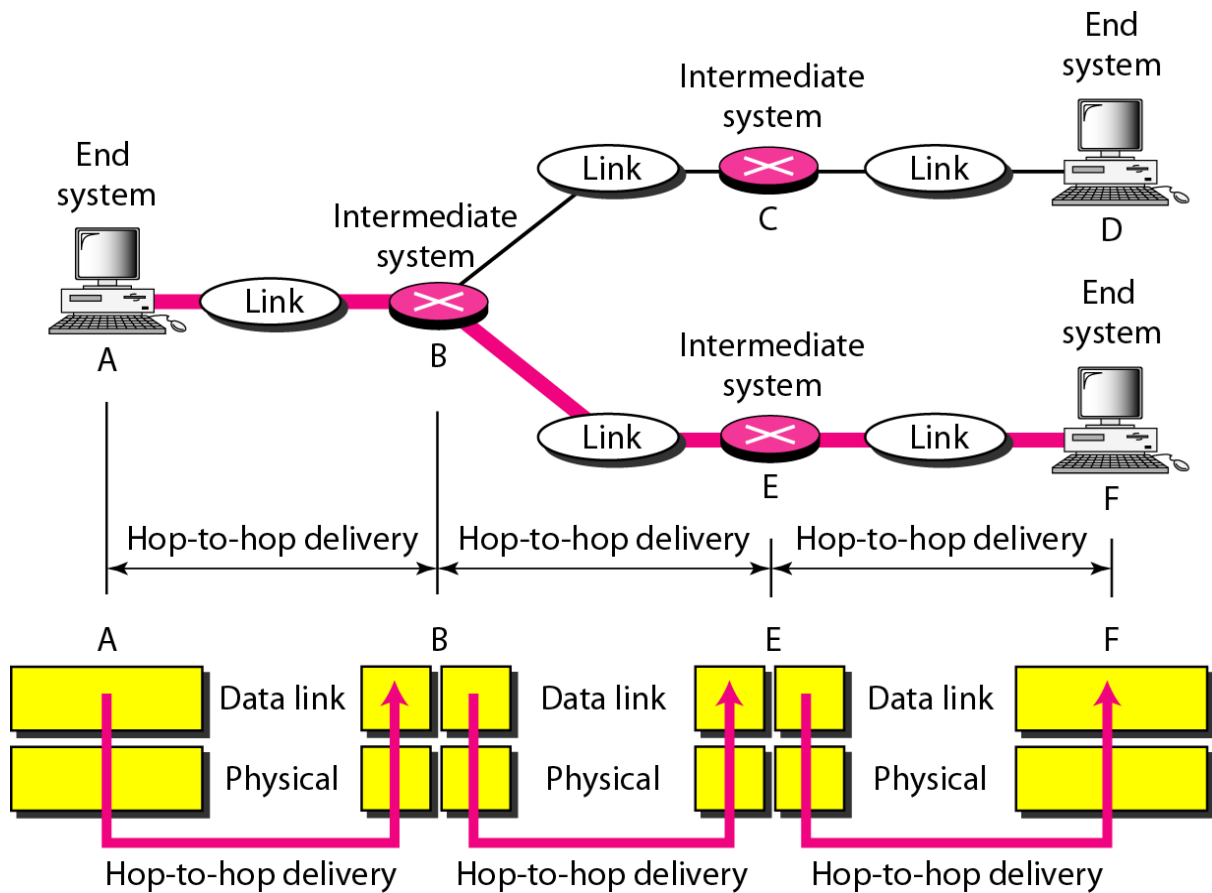 End
system
Intermediate
system
End
system
Link
Link
C
D
Intermediate
system
Link
A
B
Intermediate
system
End
system
Link
Link
E
F
Hop-to-hop delivery
Hop-to-hop delivery
Hop-to-hop delivery
A
B
E
F
Data link
Data link
Data link
Physical
Physical
Physical
Hop-to-hop delivery
Hop-to-hop delivery
Hop-to-hop delivery